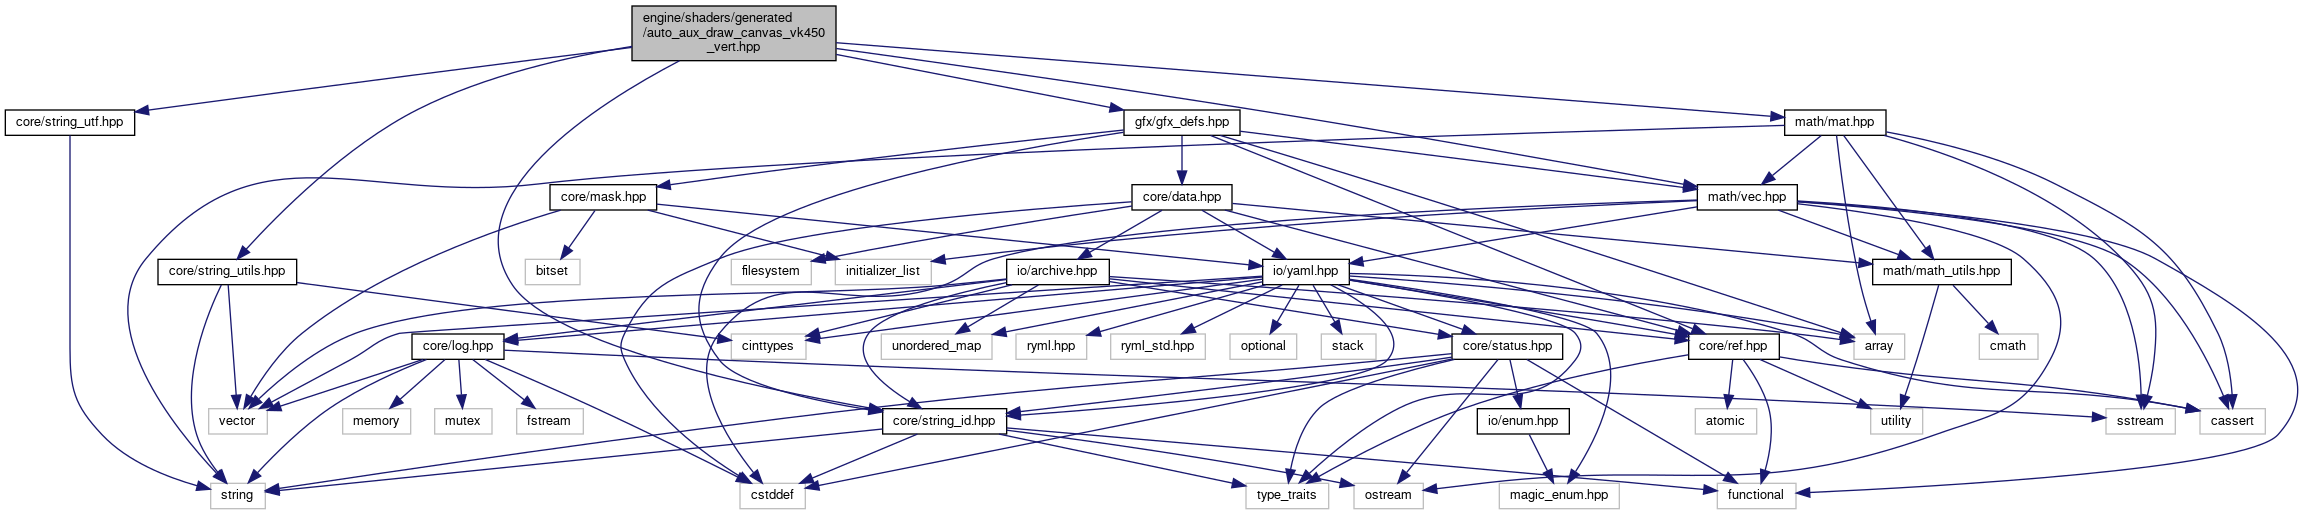 engine/shaders/generated
/auto_aux_draw_canvas_vk450
_vert.hpp
core/string_utf.hpp
gfx/gfx_defs.hpp
math/mat.hpp
core/mask.hpp
core/data.hpp
math/vec.hpp
core/string_utils.hpp
bitset
filesystem
initializer_list
io/archive.hpp
io/yaml.hpp
math/math_utils.hpp
core/log.hpp
cinttypes
unordered_map
ryml.hpp
ryml_std.hpp
optional
stack
core/status.hpp
core/ref.hpp
array
cmath
vector
memory
mutex
fstream
core/string_id.hpp
io/enum.hpp
atomic
utility
sstream
cassert
string
cstddef
type_traits
ostream
magic_enum.hpp
functional